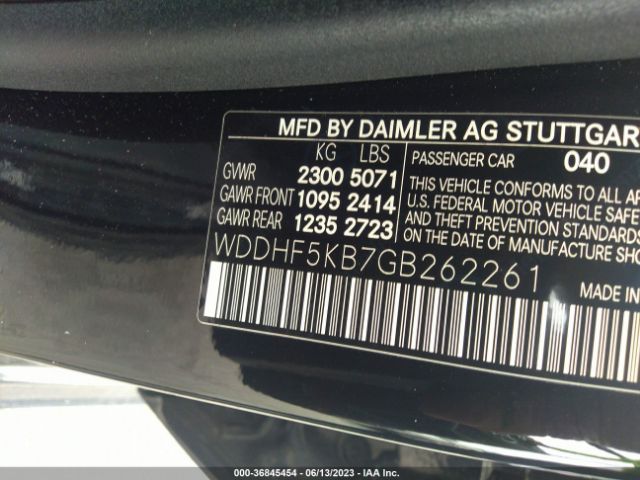 MFD BY DAIMLER AG STUTTGAR
KG LBS
GVWR 2300 5071
GAWR FRONT 1095 2414
GAWR REAR 1235 2723
PASSENGER CAR 040
THIS VEHICLE CONFORMS TO ALL AP
U.S. FEDERAL MOTOR VEHICLE SAFE
AND THEFT PREVENTION STANDARDS
ON THE DATE OF MANUFACTURE SHO
WDDHF5KB7GB262261
MADE IN
000-36845454 - 06/13/2023 - IAA Inc.